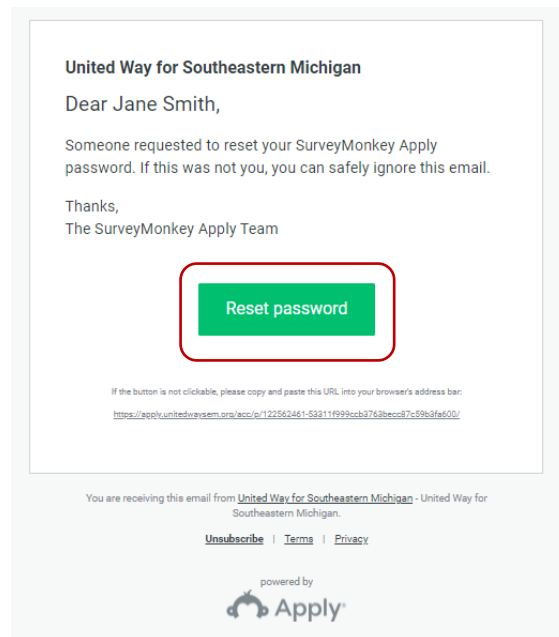 United Way for Southeastern Michigan
Dear Jane Smith,
Someone requested to reset your SurveyMonkey Apply
password. If this was not you, you can safely ignore this email.
Thanks,
The SurveyMonkey Apply Team
Reset password
If the button is not clickable, please copy and paste this URL into your browser's address bar:
https://apply.unitedwaysem.org/acc/p/122562461-53311f999ccb3763becc87c59b3fa600/
You are receiving this email from United Way for Southeastern Michigan - United Way for
Southeastern Michigan.
Unsubscribe | Terms | Privacy
powered by
Apply